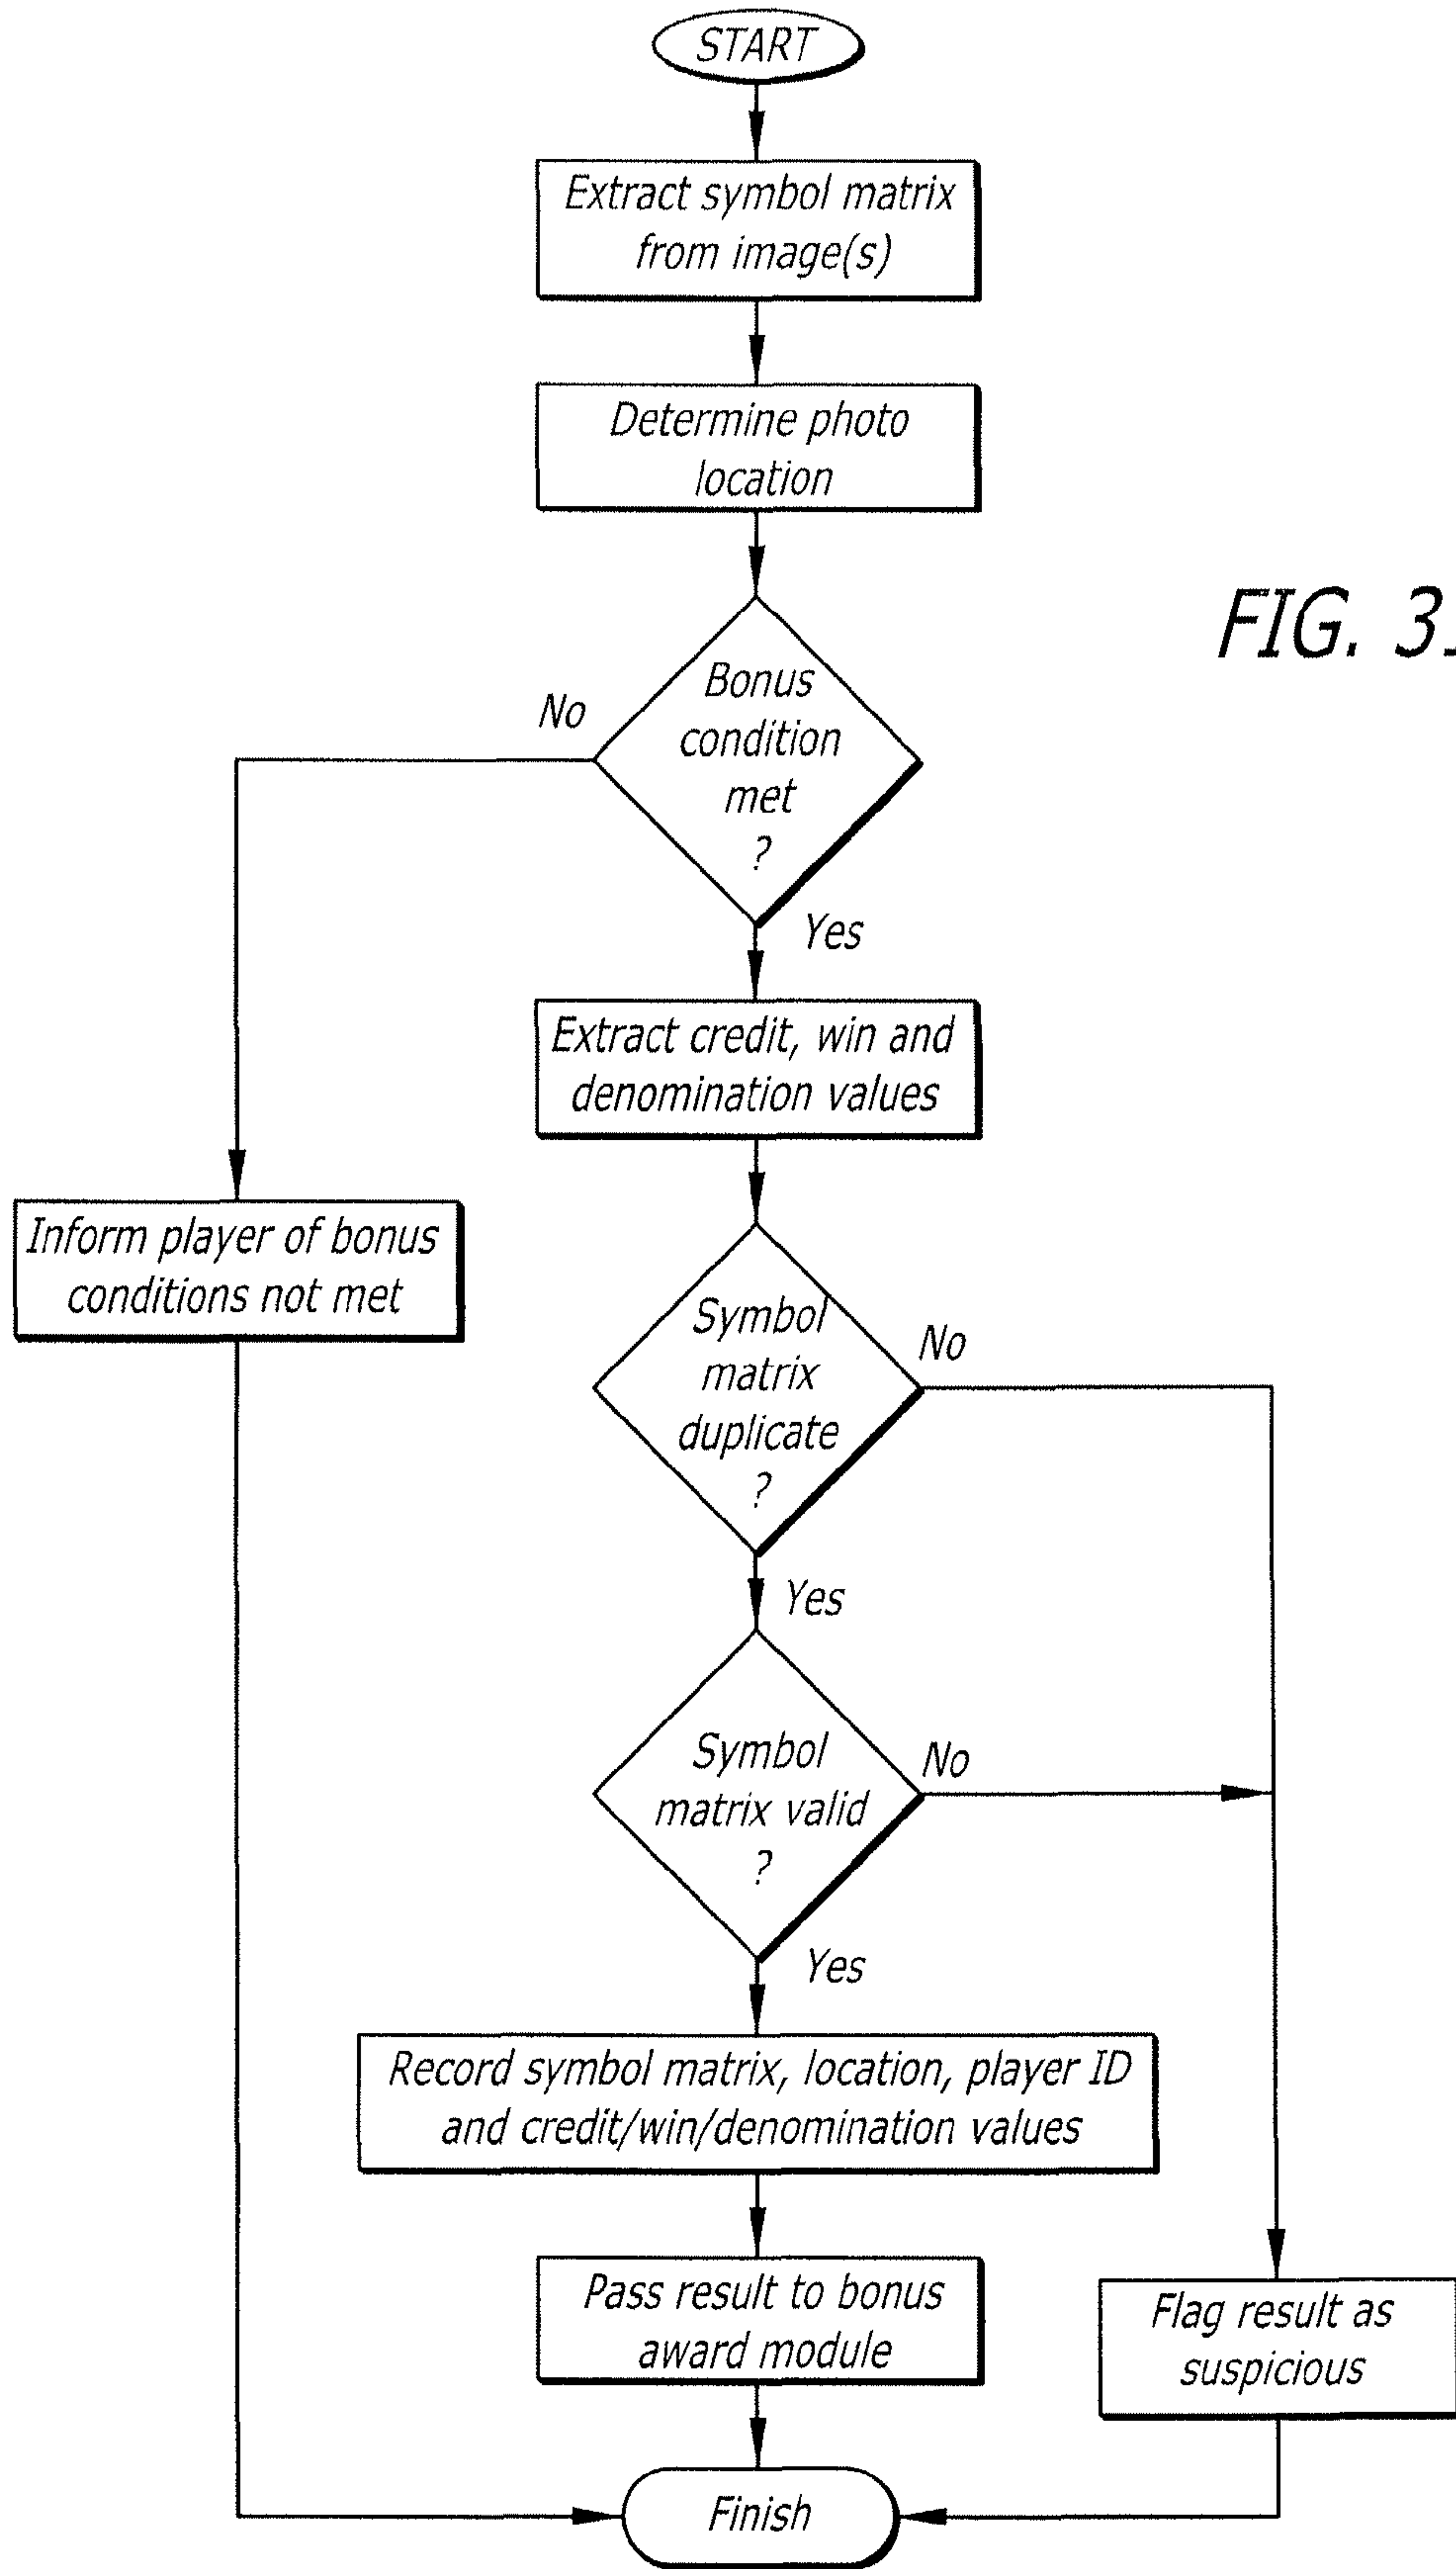 START
Extract symbol matrix
from image(s)
Determine photo
location
FIG. 31
Bonus
condition
met
?
No
Yes
Extract credit, win and
denomination values
Inform player of bonus
conditions not met
Symbol
matrix
duplicate
?
No
Yes
Symbol
matrix valid
?
No
Yes
Record symbol matrix, location, player ID
and credit/win/denomination values
Pass result to bonus
award module
Flag result as
suspicious
Finish